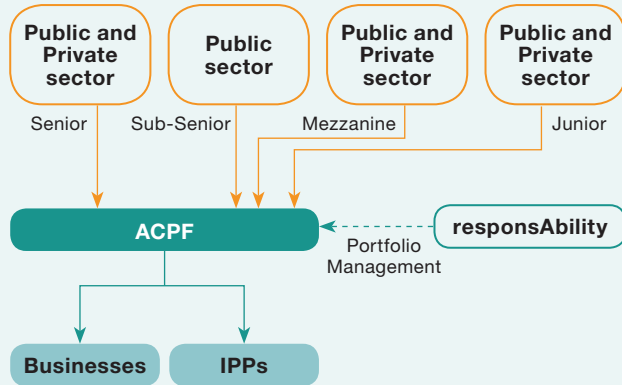 Public and
Private
sector
Public
sector
Public and
Private
sector
Public and
Private
sector
Senior
Sub-Senior
Mezzanine
Junior
ACPF
responsAbility
Portfolio
Management
Businesses
IPPs